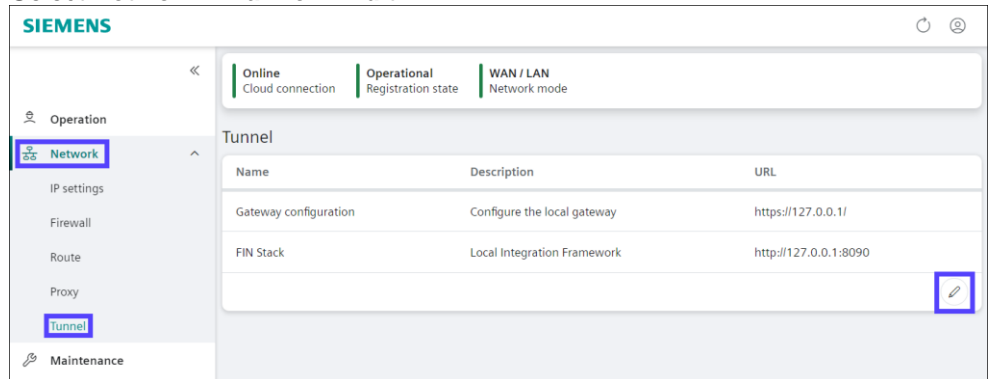 SIEMENS
Online
Cloud connection
Operational
Registration state
WAN / LAN
Network mode
Operation
Network
IP settings
Firewall
Route
Proxy
Tunnel
Maintenance
Tunnel
Name Description URL
Gateway configuration Configure the local gateway https://127.0.0.1/
FIN Stack Local Integration Framework http://127.0.0.1:8090